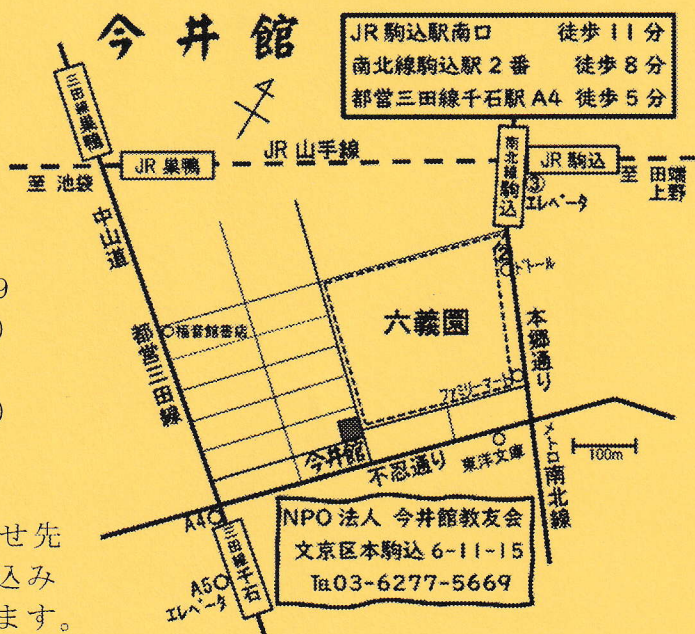 今井館
JR駒込駅南口 徒歩11分
南北線駒込駅2番 徒歩8分
都営三田線千石駅A4 徒歩5分
三田線巣鴨
JR巣鴨
JR山手線
南北線駒込
JR駒込
至 池袋
至 田端
上野
③
エレベータ
中山道
②
ドトール
9
)
福音館書店
都営三田線
六義園
本郷通り
ファミリーマート
)
今井館
不忍通り
東洋文庫
メトロ南北線
100m
A4
三田線千石
A5
エレベータ
NPO法人 今井館教友会
文京区本駒込6-11-15
℡03-6277-5669
せ先
込み
ます。